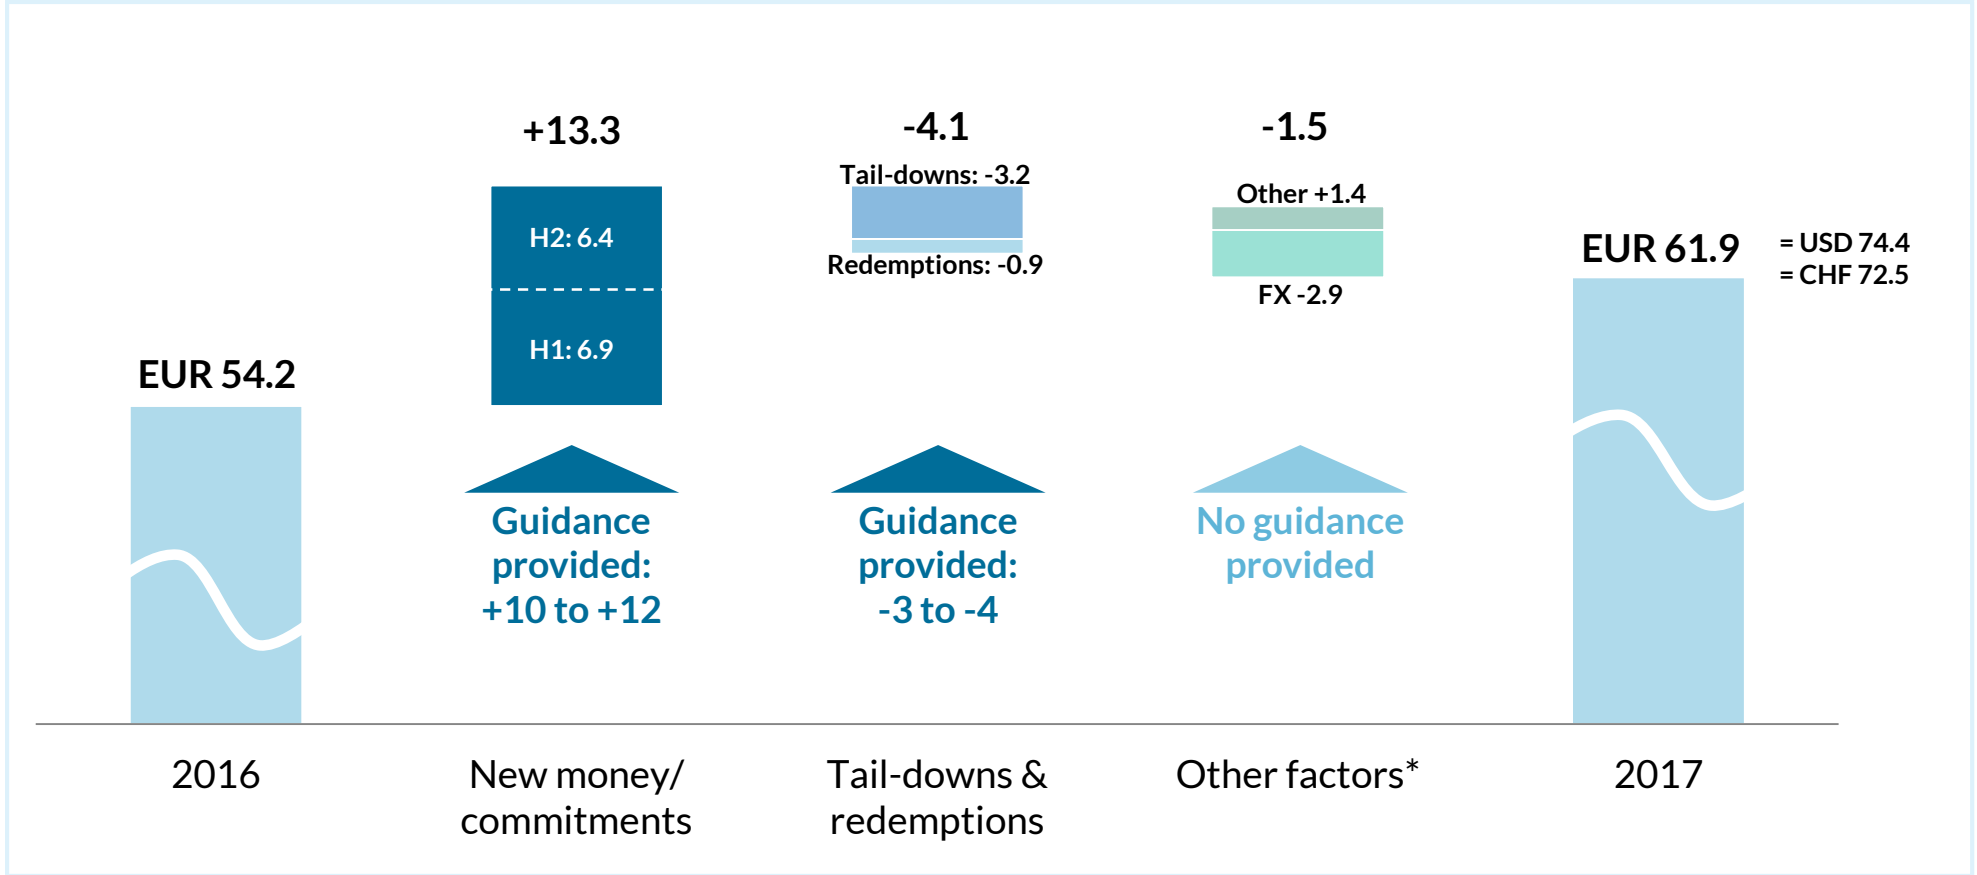 +13.3
-4.1
-1.5
Tail-downs: -3.2
Other +1.4
H2: 6.4
EUR 61.9
= USD 74.4
= CHF 72.5
Redemptions: -0.9
FX -2.9
H1: 6.9
EUR 54.2
Guidance
provided:
+10 to +12
Guidance
provided:
-3 to -4
No guidance
provided
2016
New money/
commitments
Tail-downs &
redemptions
Other factors*
2017